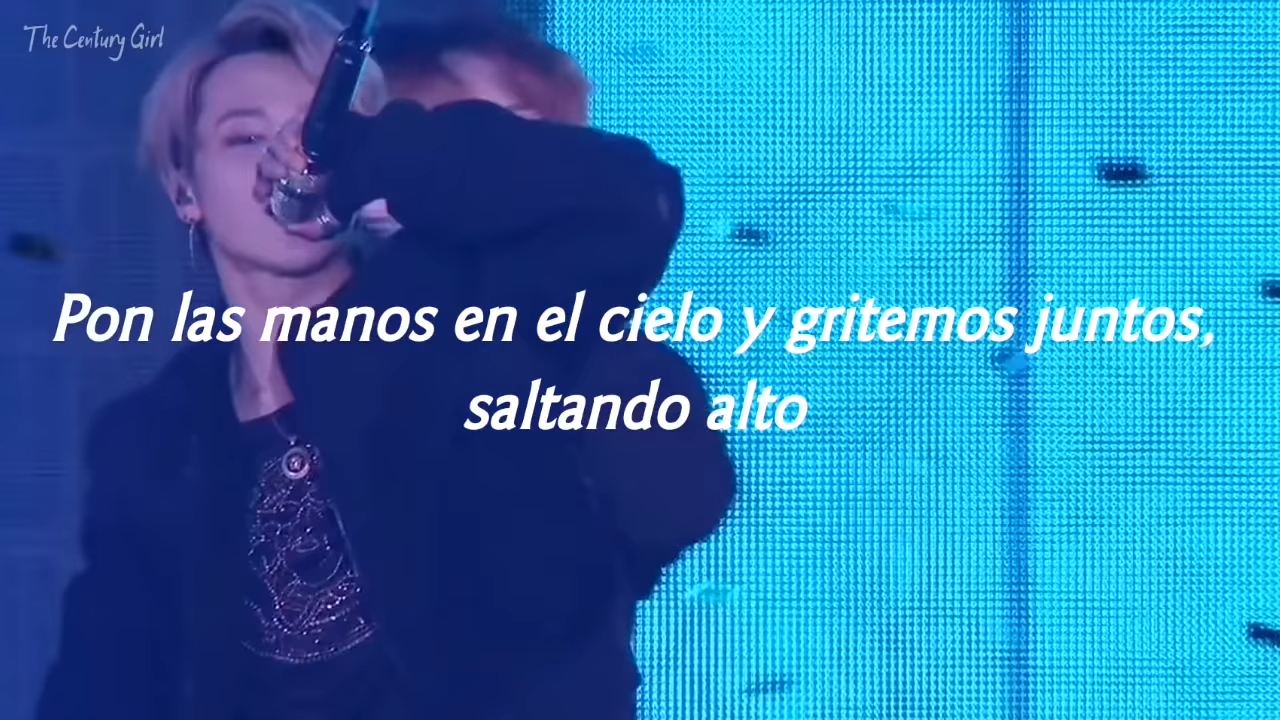 The Century Girl
Pon las manos en el cielo y gritemos juntos,
saltando alto